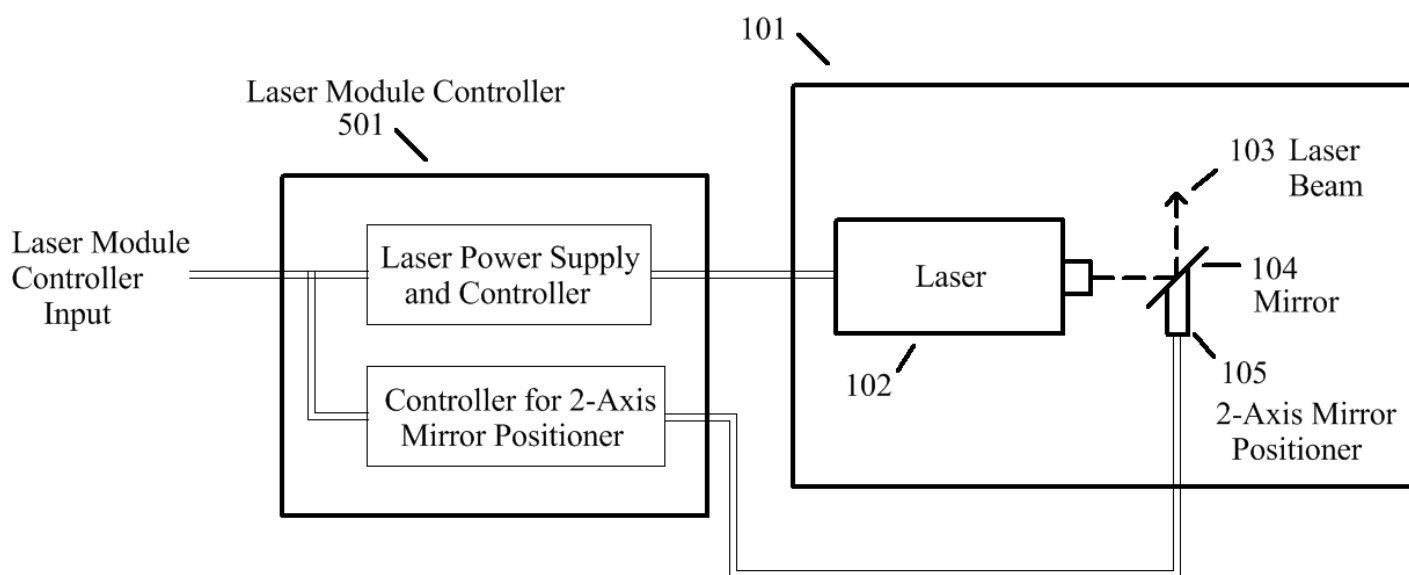 101
Laser Module Controller
501
103 Laser
Beam
Laser Module
Controller
Input
Laser Power Supply
and Controller
Laser
104
Mirror
102
105
2-Axis Mirror
Positioner
Controller for 2-Axis
Mirror Positioner